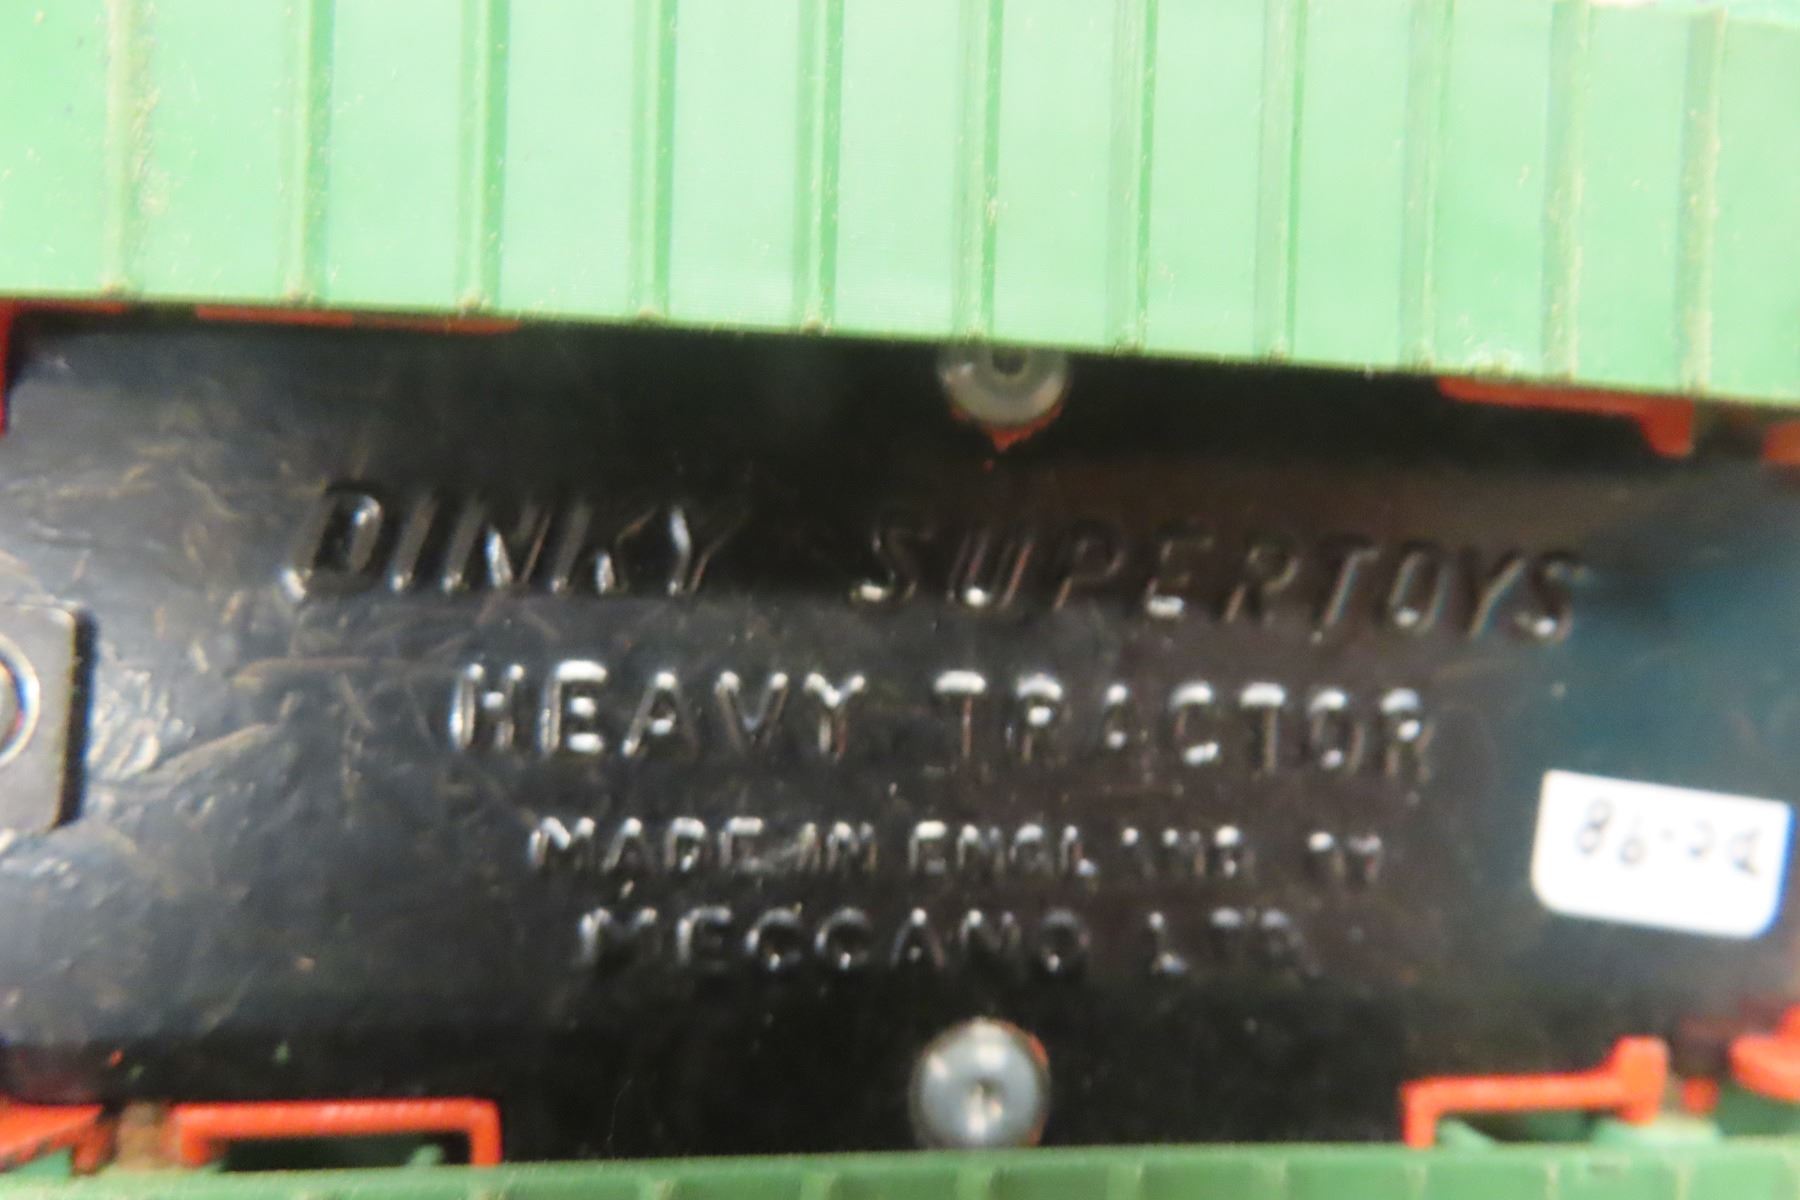 DINKY SUPERTOYS
HEAVY TRACTOR
MADE IN ENGLAND BY
MECCANO LTD